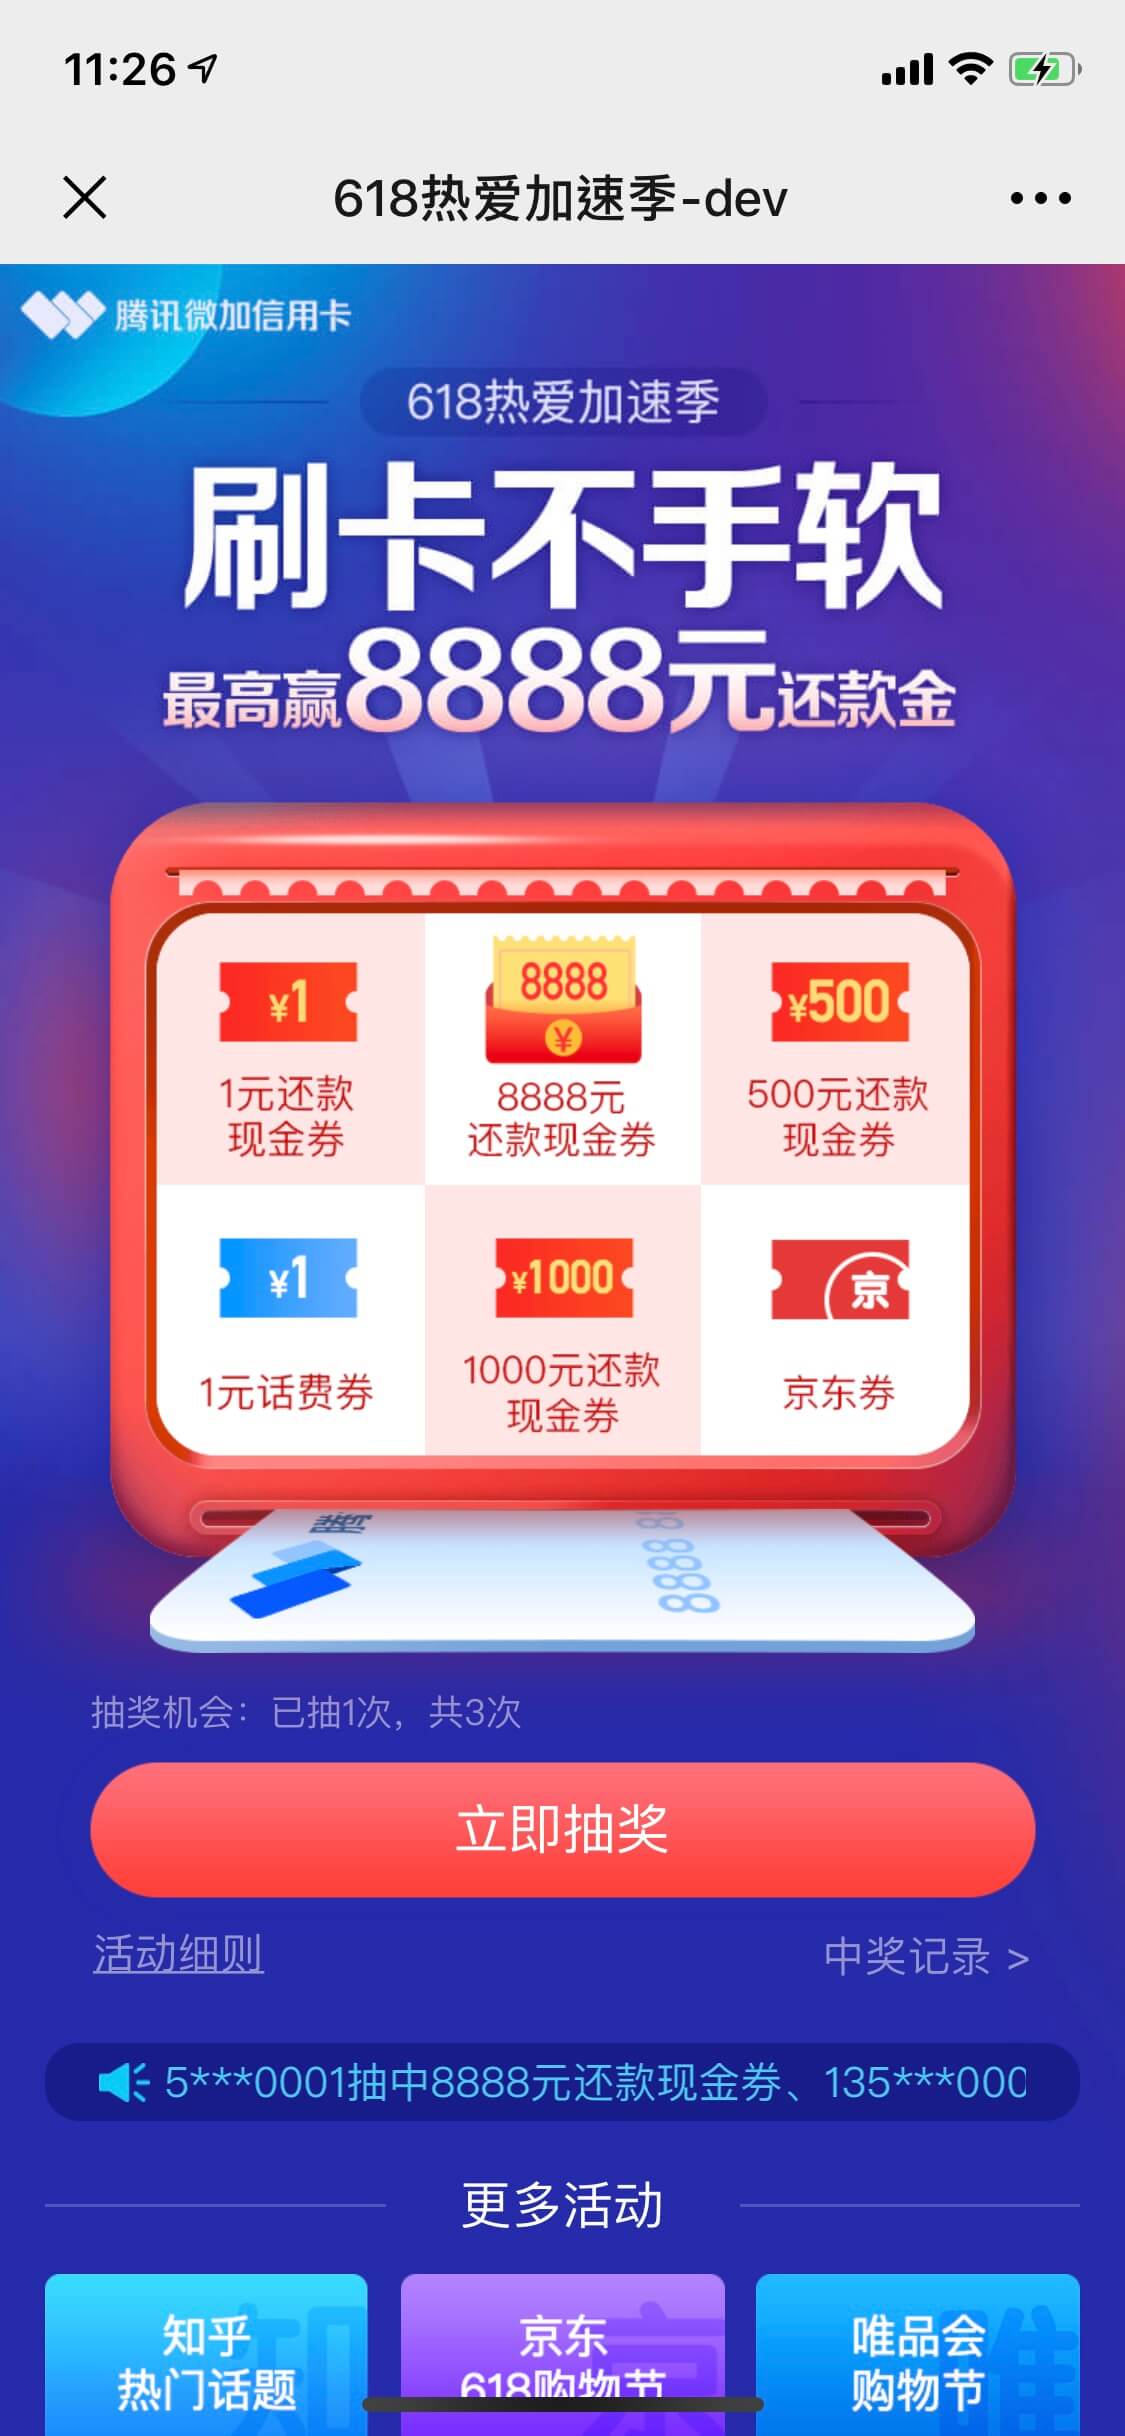 11:26
618热爱加速季-dev
腾讯微加信用卡
618热爱加速季
刷卡不手软
最高赢8888元还款金
¥1
8888
¥
¥500
1元还款
现金券
8888元
还款现金券
500元还款
现金券
¥1
¥1000
京
1元话费券
1000元还款
现金券
京东券
8888 8
抽奖机会：已抽1次，共3次
立即抽奖
活动细则
中奖记录 >
5***0001抽中8888元还款现金券、135***000
更多活动
知乎
热门话题
京东
618购物节
唯品会
购物节
知
京
唯